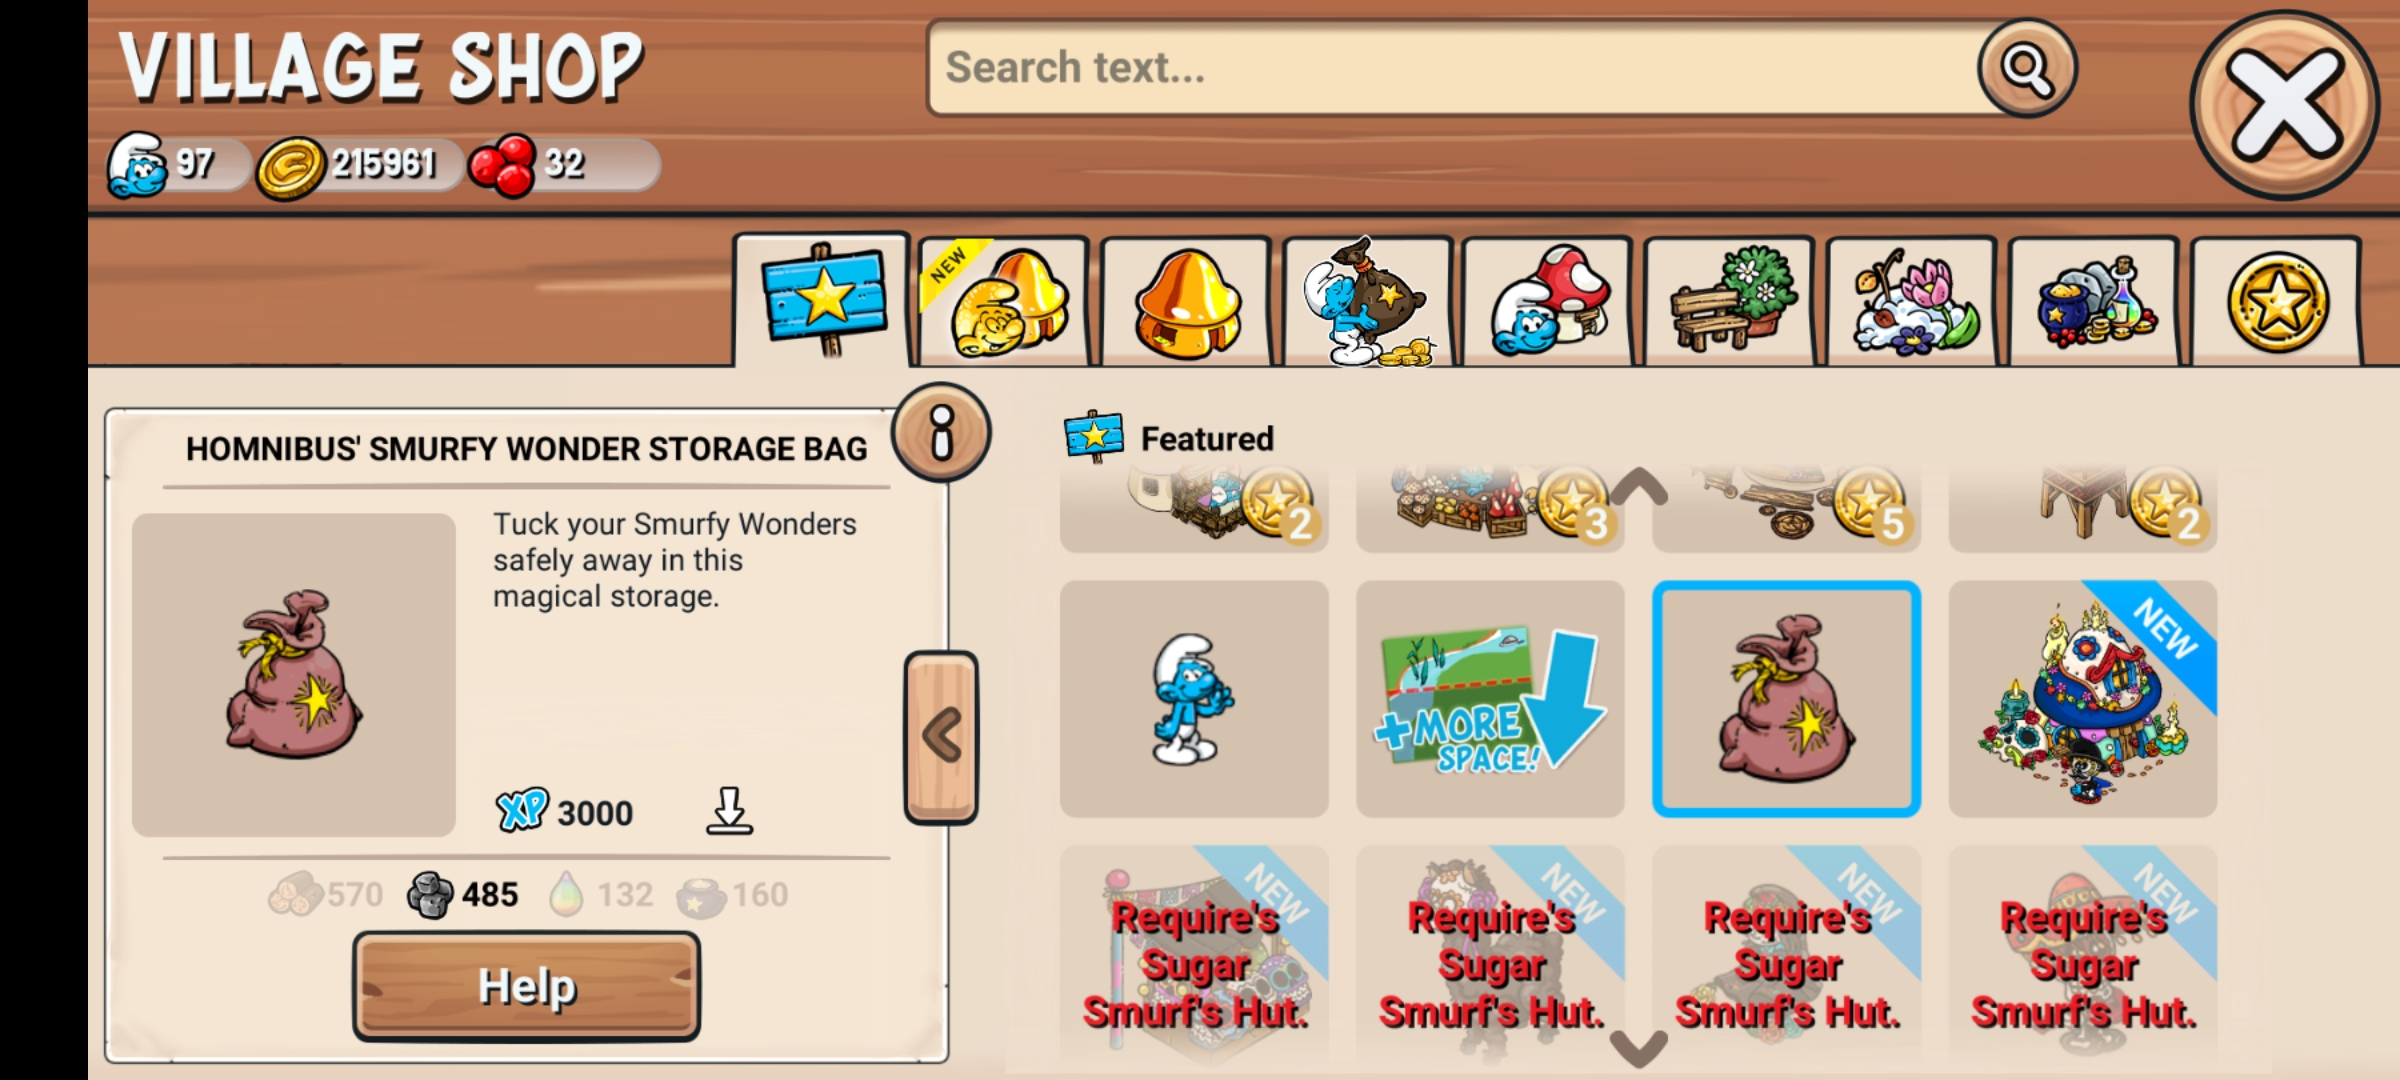 VILLAGE SHOP
Search text...
97
215961
32
NEW
HOMNIBUS' SMURFY WONDER STORAGE BAG
Tuck your Smurfy Wonders
safely away in this
magical storage.
XP 3000
570
485
132
160
Help
Featured
2
3
5
2
+MORE
SPACE!
NEW
NEW
Require's
Sugar
Smurf's Hut.
NEW
Require's
Sugar
Smurf's Hut.
NEW
Require's
Sugar
Smurf's Hut.
NEW
Require's
Sugar
Smurf's Hut.